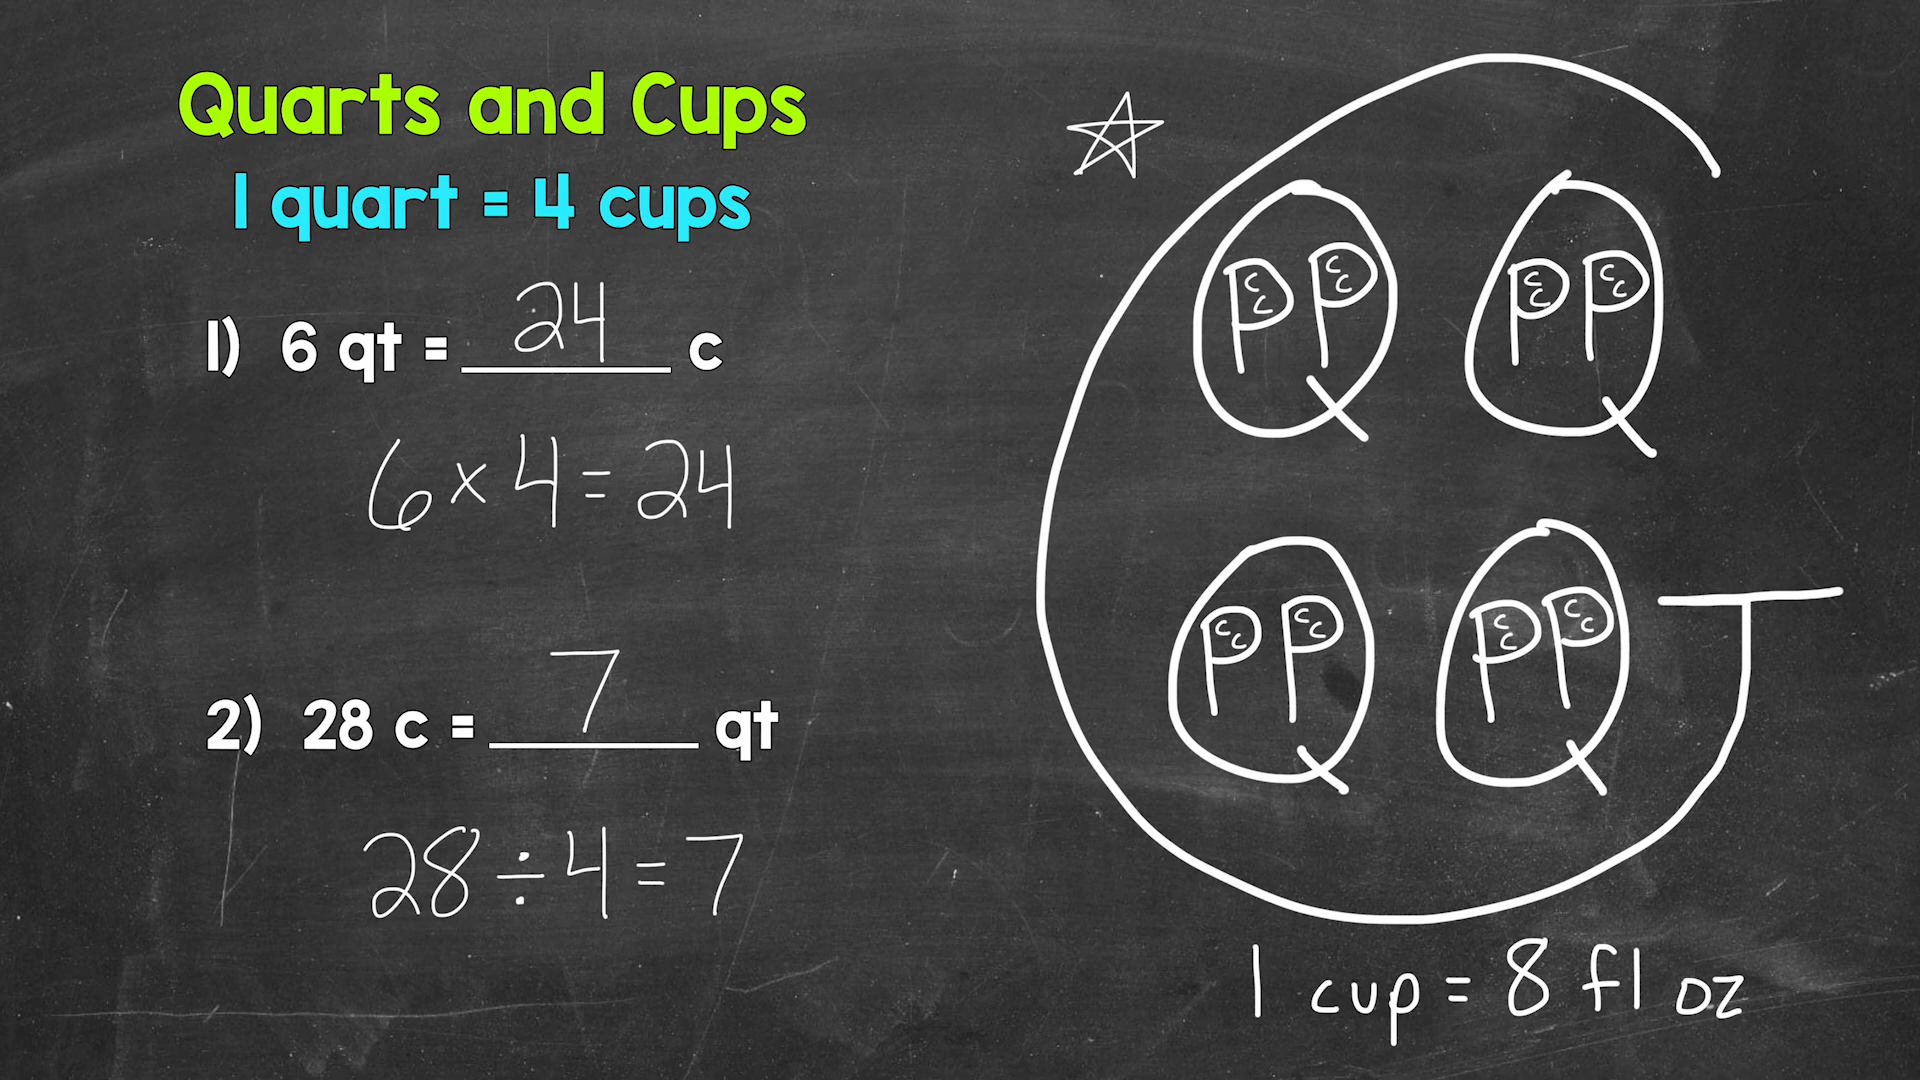 Quarts and Cups
1 quart = 4 cups
1) 6 qt = 24 c
6 × 4 = 24
2) 28 c = 7 qt
28 ÷ 4 = 7
G
Q Q
P P P P
C C C C C C C C
Q Q
P P P P
C C C C C C C C
1 cup = 8 fl oz